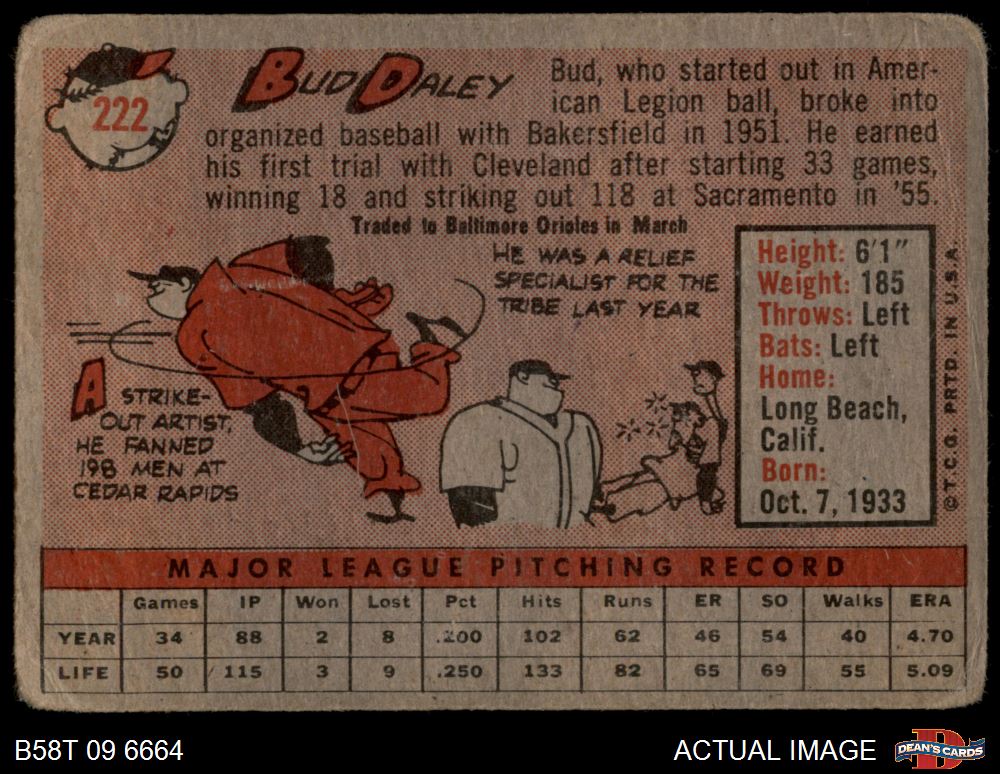 222
BUD DALEY
Bud, who started out in Amer-
ican Legion ball, broke into
organized baseball with Bakersfield in 1951. He earned
his first trial with Cleveland after starting 33 games,
winning 18 and striking out 118 at Sacramento in '55.
Traded to Baltimore Orioles in March
HE WAS A RELIEF
SPECIALIST FOR THE
TRIBE LAST YEAR
A STRIKE-
OUT ARTIST,
HE FANNED
198 MEN AT
CEDAR RAPIDS
Height: 6'1"
Weight: 185
Throws: Left
Bats: Left
Home:
Long Beach,
Calif.
Born:
Oct. 7, 1933
© T.C.G. PRTD. IN U.S.A.
MAJOR LEAGUE PITCHING RECORD
Games IP Won Lost Pct Hits Runs ER SO Walks ERA
YEAR 34 88 2 8 .200 102 62 46 54 40 4.70
LIFE 50 115 3 9 .250 133 82 65 69 55 5.09
B58T 09 6664
ACTUAL IMAGE
D
DEAN'S CARDS